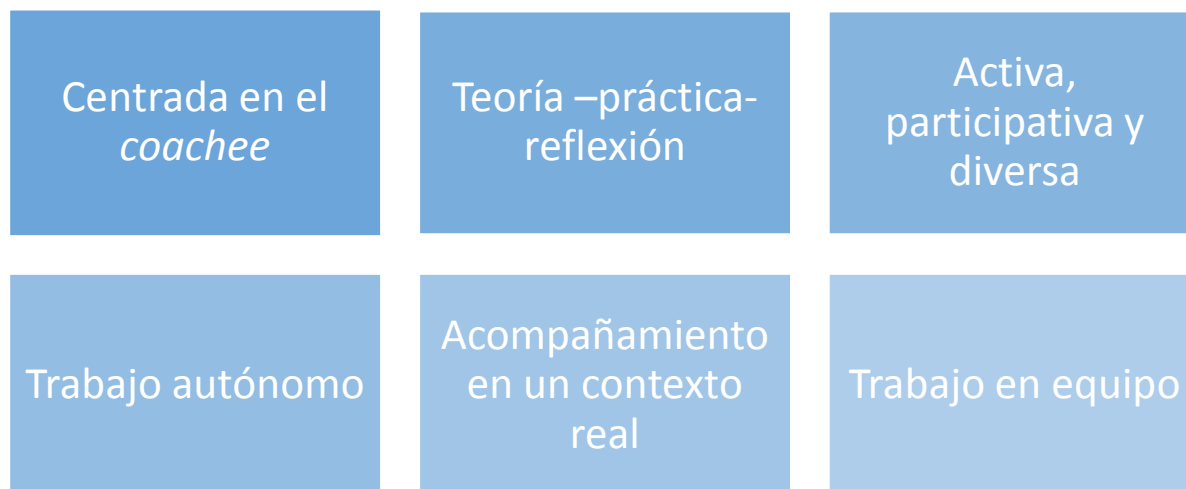 Centrada en el
coachee
Teoría –práctica-
reflexión
Activa,
participativa y
diversa
Trabajo autónomo
Acompañamiento
en un contexto
real
Trabajo en equipo